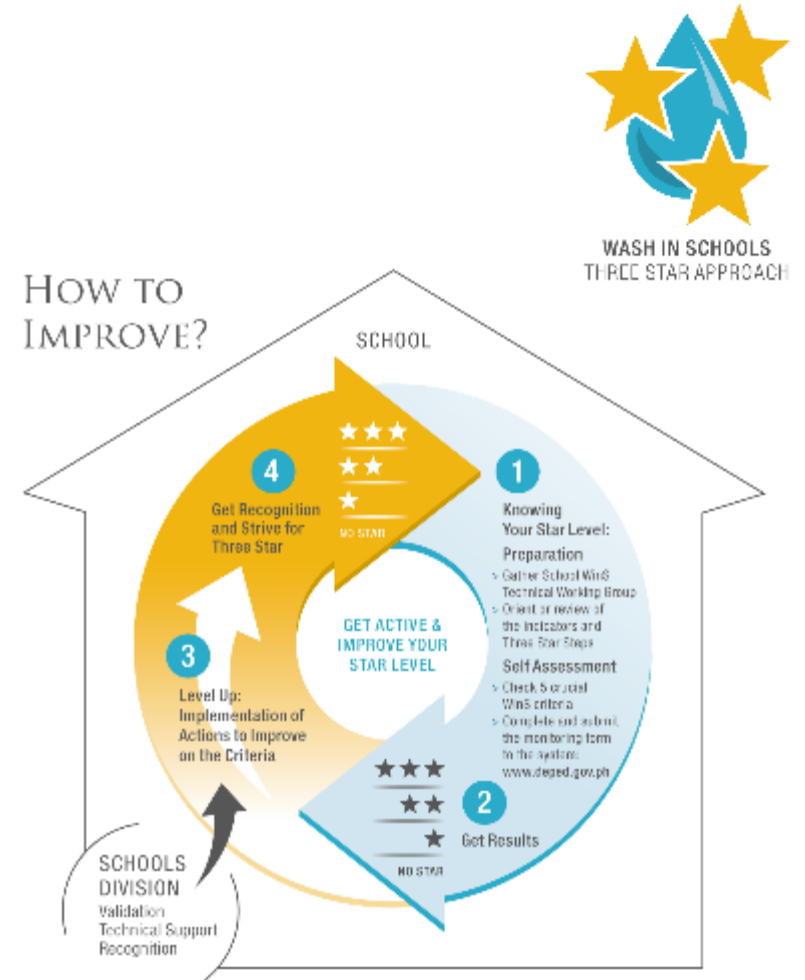 WASH IN SCHOOLS
THREE STAR APPROACH
HOW TO
IMPROVE?
SCHOOL
4
Get Recognition
and Strive for
Three Star
NO STAR
1
Knowing
Your Star Level:
Preparation
> Gather School WinS
Technical Working Group
> Orient or review of
the indicators and
Three Star Steps
Self Assessment
> Check 5 crucial
WinS criteria
> Complete and submit
the monitoring form
to the system:
www.deped.gov.ph
GET ACTIVE &
IMPROVE YOUR
STAR LEVEL
3
Level Up:
Implementation of
Actions to Improve
on the Criteria
2
Get Results
NO STAR
SCHOOLS
DIVISION
Validation
Technical Support
Recognition